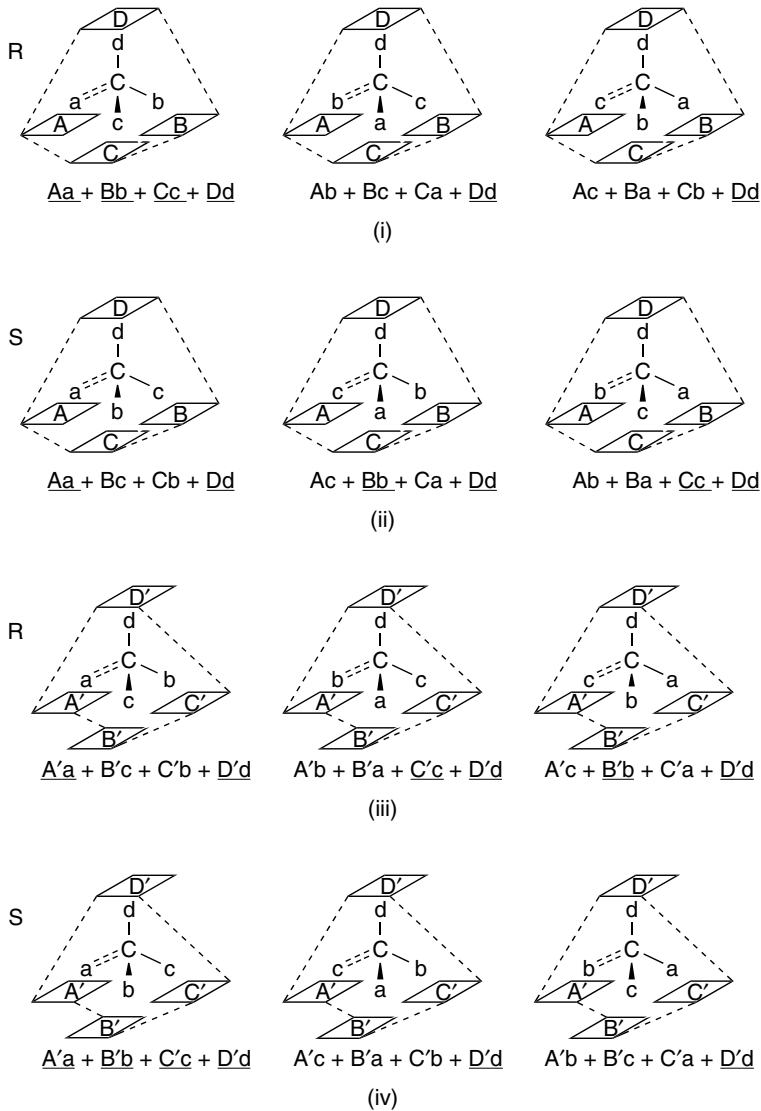 D D D
R d d d
C C C
a b b c c a
A c B A a B A b B
C C C
Aa + Bb + Cc + Dd Ab + Bc + Ca + Dd Ac + Ba + Cb + Dd
(i)
D D D
d d d
S C C C
a c c b b a
A b B A a B A c B
C C C
Aa + Bc + Cb + Dd Ac + Bb + Ca + Dd Ab + Ba + Cc + Dd
(ii)
D′ D′ D′
R d d d
C C C
a b b c c a
A′ c C′ A′ a C′ A′ b C′
B′ B′ B′
A′a + B′c + C′b + D′d A′b + B′a + C′c + D′d A′c + B′b + C′a + D′d
(iii)
D′ D′ D′
S d d d
C C C
a c c b b a
A′ b C′ A′ a C′ A′ c C′
B′ B′ B′
A′a + B′b + C′c + D′d A′c + B′a + C′b + D′d A′b + B′c + C′a + D′d
(iv)